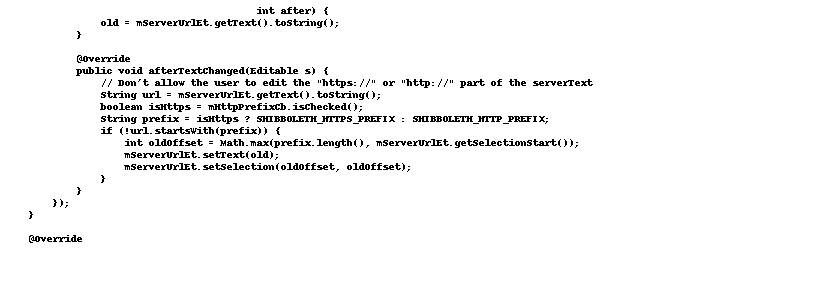 int after) {
old = mServerUrlEt.getText().toString();
}
@Override
public void afterTextChanged(Editable s) {
// Don't allow the user to edit the "https://" or "http://" part of the serverText
String url = mServerUrlEt.getText().toString();
boolean isHttps = mHttpPrefixCb.isChecked();
String prefix = isHttps ? SHIBBOLETH_HTTPS_PREFIX : SHIBBOLETH_HTTP_PREFIX;
if (!url.startsWith(prefix)) {
int oldOffset = Math.max(prefix.length(), mServerUrlEt.getSelectionStart());
mServerUrlEt.setText(old);
mServerUrlEt.setSelection(oldOffset, oldOffset);
}
}
});
}
@Override